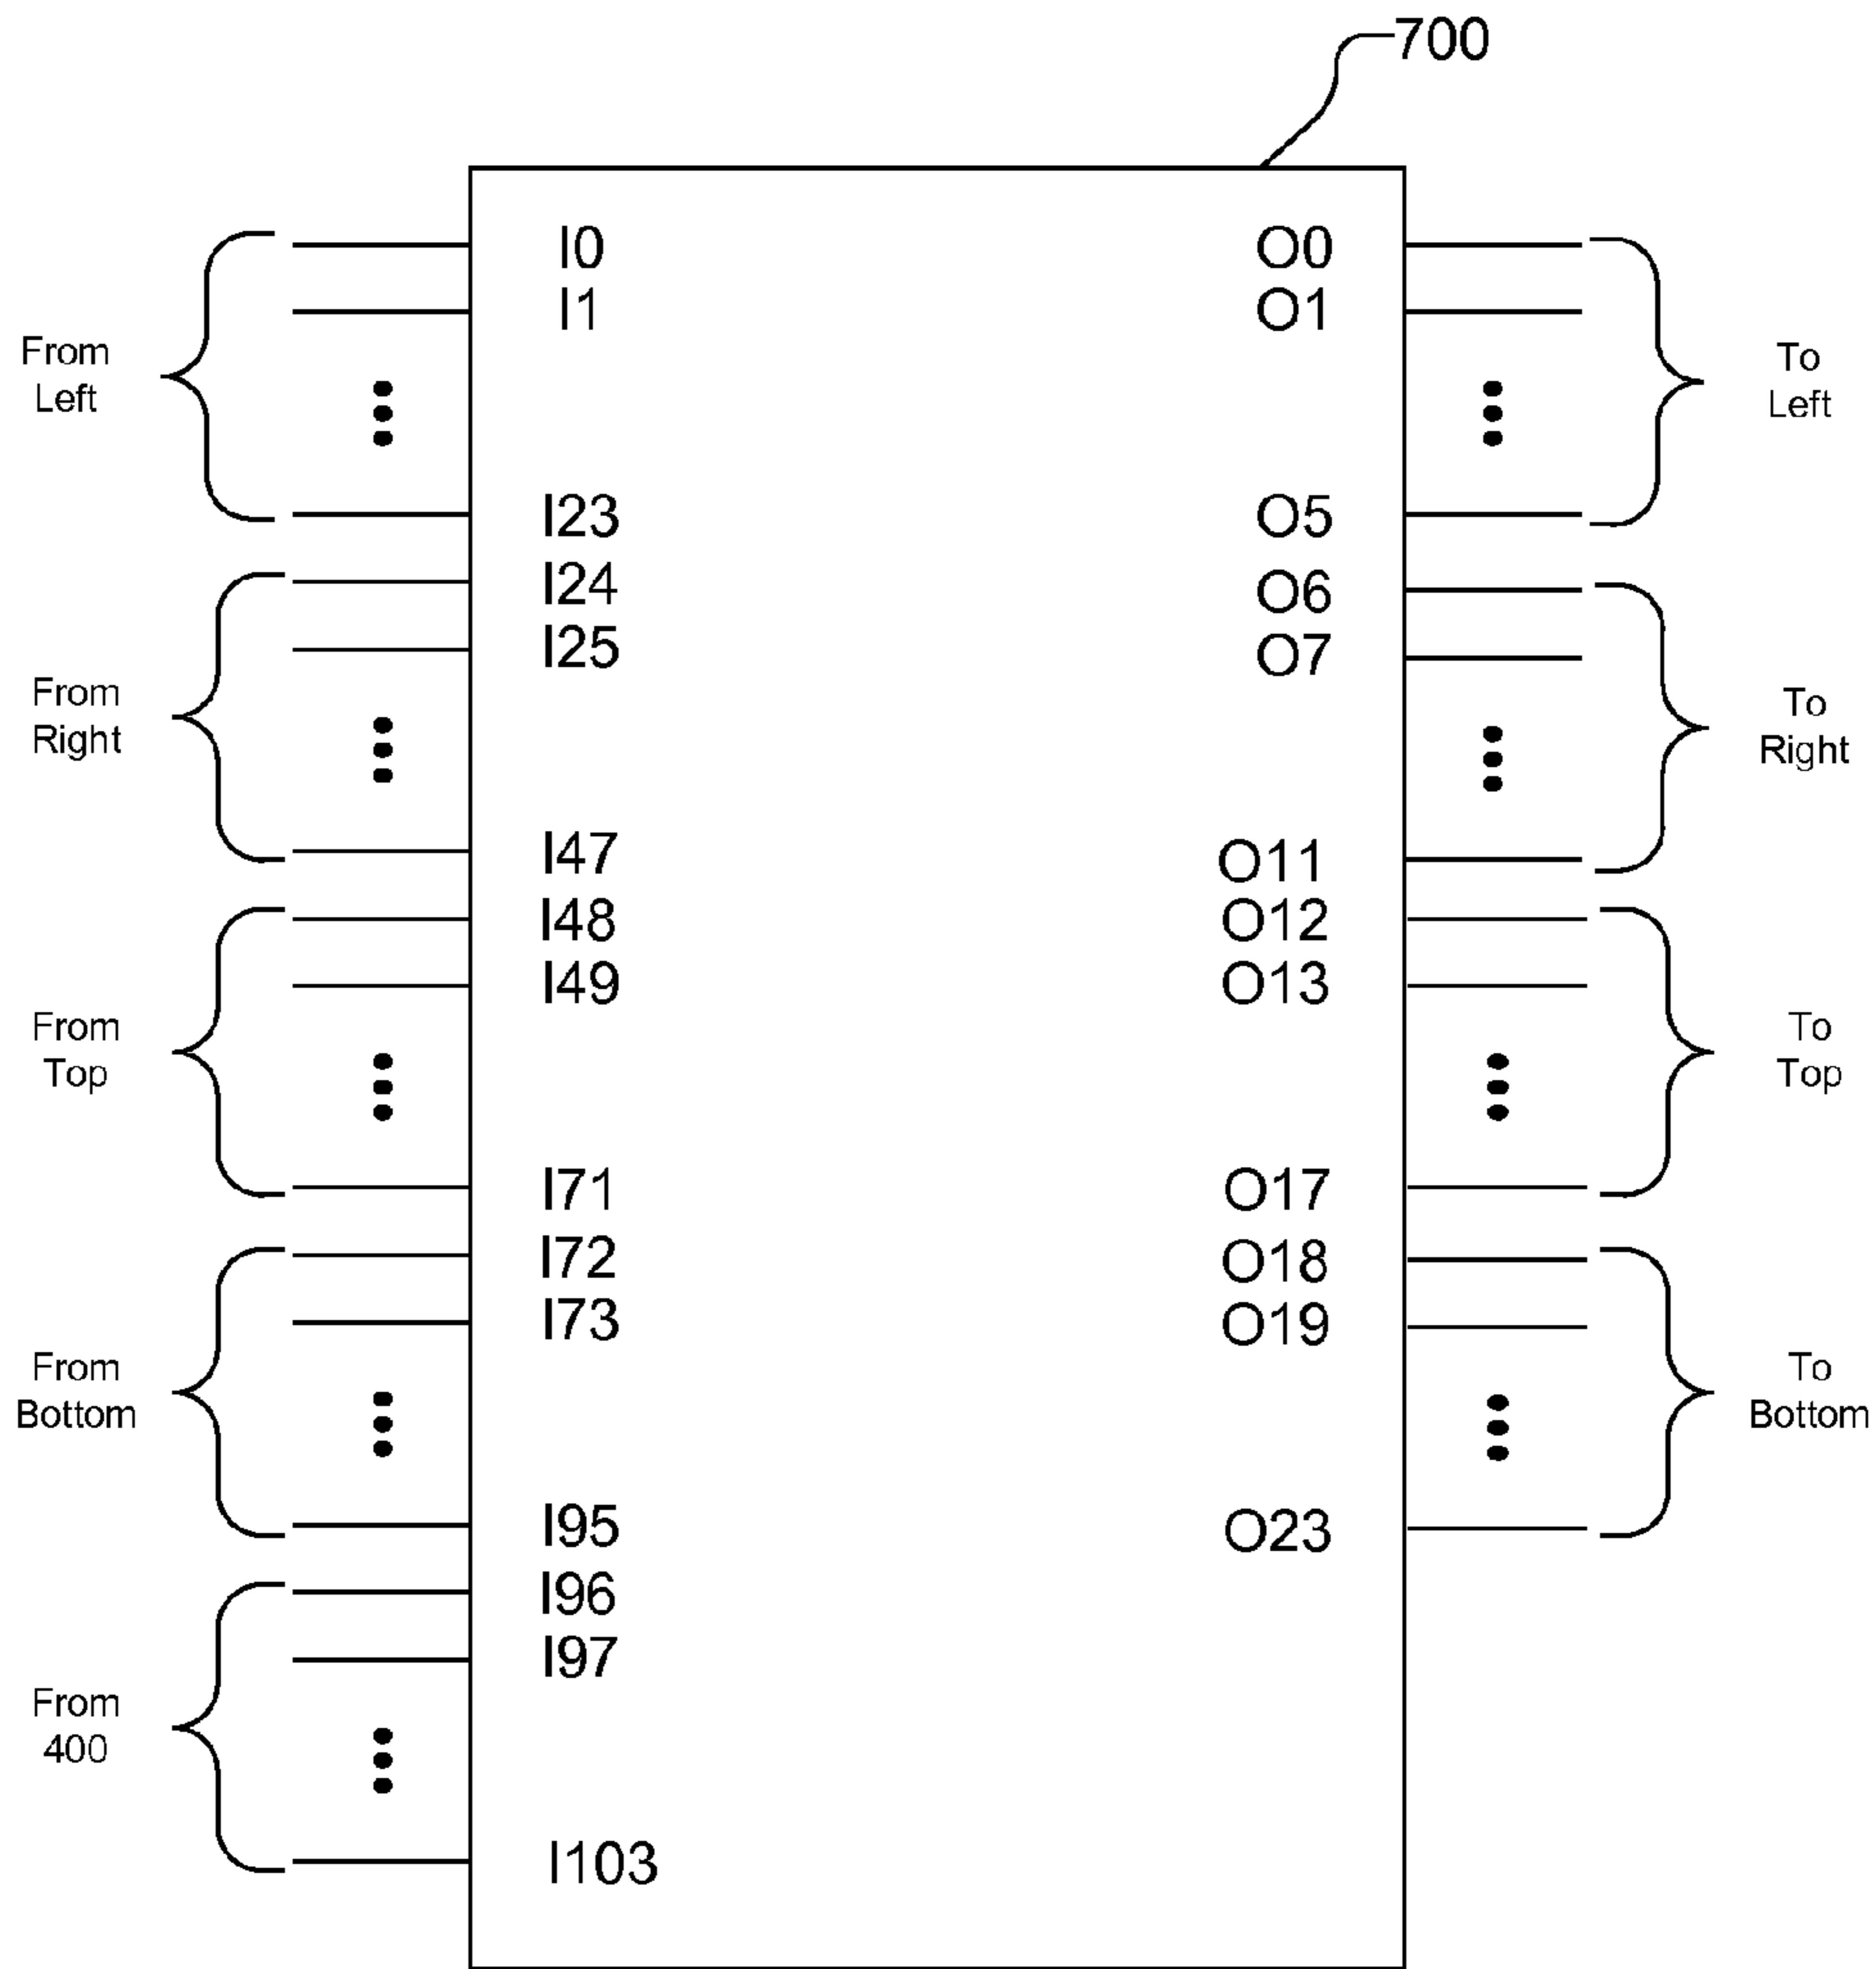 700
From
Left
I0
I1
I23
From
Right
I24
I25
I47
From
Top
I48
I49
I71
From
Bottom
I72
I73
I95
From
400
I96
I97
I103
O0
O1
O5
To
Left
O6
O7
O11
To
Right
O12
O13
O17
To
Top
O18
O19
O23
To
Bottom